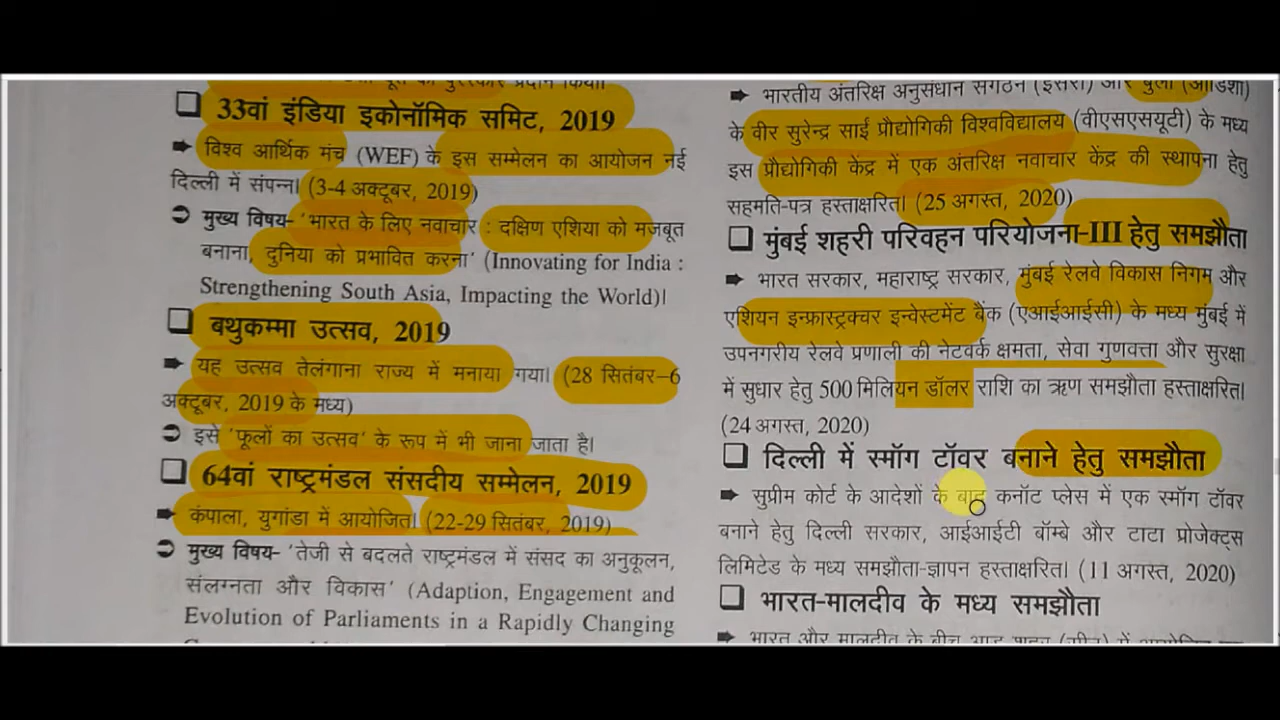 पुरस्कार प्रदान किया।
33वां इंडिया इकोनॉमिक समिट, 2019
विश्व आर्थिक मंच (WEF) के इस सम्मेलन का आयोजन नई
दिल्ली में संपन्न। (3-4 अक्टूबर, 2019)
मुख्य विषय- 'भारत के लिए नवाचार : दक्षिण एशिया को मजबूत
बनाना, दुनिया को प्रभावित करना' (Innovating for India :
Strengthening South Asia, Impacting the World)।
बथुकम्मा उत्सव, 2019
यह उत्सव तेलंगाना राज्य में मनाया गया। (28 सितंबर–6
अक्टूबर, 2019 के मध्य)
इसे 'फूलों का उत्सव' के रूप में भी जाना जाता है।
64वां राष्ट्रमंडल संसदीय सम्मेलन, 2019
कंपाला, युगांडा में आयोजित। (22-29 सितंबर, 2019)
मुख्य विषय- 'तेजी से बदलते राष्ट्रमंडल में संसद का अनुकूलन,
संलग्नता और विकास' (Adaption, Engagement and
Evolution of Parliaments in a Rapidly Changing
भारतीय अंतरिक्ष अनुसंधान संगठन (इसरो) और बुर्ला (ओडिशा)
के वीर सुरेन्द्र साईं प्रौद्योगिकी विश्वविद्यालय (वीएसएसयूटी) के मध्य
इस प्रौद्योगिकी केंद्र में एक अंतरिक्ष नवाचार केंद्र की स्थापना हेतु
सहमति-पत्र हस्ताक्षरित। (25 अगस्त, 2020)
मुंबई शहरी परिवहन परियोजना-III हेतु समझौता
भारत सरकार, महाराष्ट्र सरकार, मुंबई रेलवे विकास निगम और
एशियन इन्फ्रास्ट्रक्चर इन्वेस्टमेंट बैंक (एआईआईसी) के मध्य मुंबई में
उपनगरीय रेलवे प्रणाली की नेटवर्क क्षमता, सेवा गुणवत्ता और सुरक्षा
में सुधार हेतु 500 मिलियन डॉलर राशि का ऋण समझौता हस्ताक्षरित।
(24 अगस्त, 2020)
दिल्ली में स्मॉग टॉवर बनाने हेतु समझौता
सुप्रीम कोर्ट के आदेशों के बाद कनॉट प्लेस में एक स्मॉग टॉवर
बनाने हेतु दिल्ली सरकार, आईआईटी बॉम्बे और टाटा प्रोजेक्ट्स
लिमिटेड के मध्य समझौता-ज्ञापन हस्ताक्षरित। (11 अगस्त, 2020)
भारत-मालदीव के मध्य समझौता
भारत और मालदीव के बीच